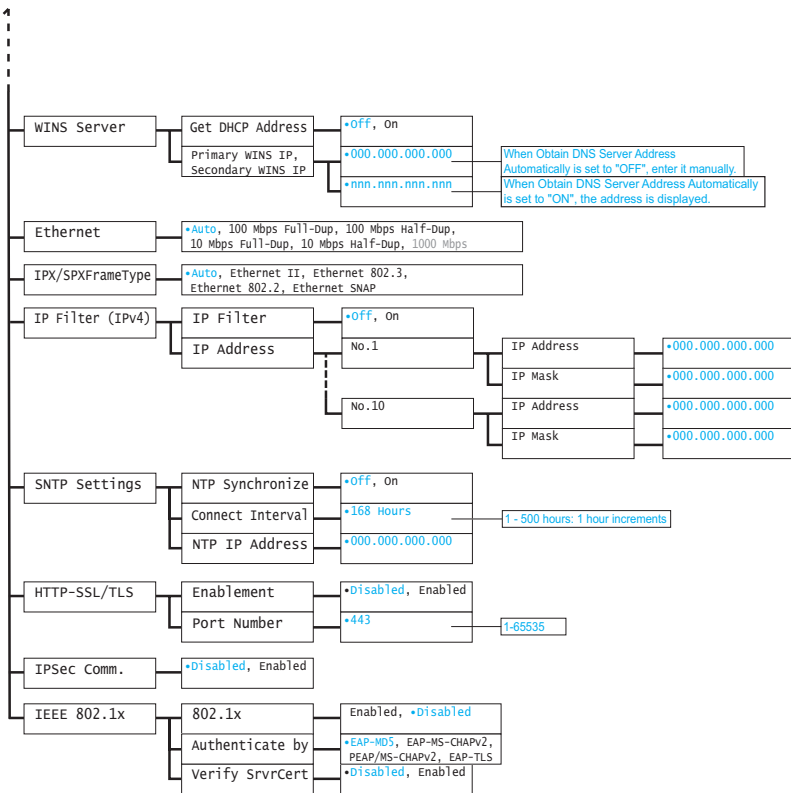 WINS Server
Get DHCP Address
•Off, On
Primary WINS IP,
Secondary WINS IP
•000.000.000.000
When Obtain DNS Server Address
Automatically is set to "OFF", enter it manually.
•nnn.nnn.nnn.nnn
When Obtain DNS Server Address Automatically
is set to "ON", the address is displayed.
Ethernet
•Auto, 100 Mbps Full-Dup, 100 Mbps Half-Dup,
10 Mbps Full-Dup, 10 Mbps Half-Dup, 1000 Mbps
IPX/SPXFrameType
•Auto, Ethernet II, Ethernet 802.3,
Ethernet 802.2, Ethernet SNAP
IP Filter (IPv4)
IP Filter
•Off, On
IP Address
No.1
IP Address
•000.000.000.000
IP Mask
•000.000.000.000
No.10
IP Address
•000.000.000.000
IP Mask
•000.000.000.000
SNTP Settings
NTP Synchronize
•Off, On
Connect Interval
•168 Hours
1 - 500 hours: 1 hour increments
NTP IP Address
•000.000.000.000
HTTP-SSL/TLS
Enablement
•Disabled, Enabled
Port Number
•443
1-65535
IPSec Comm.
•Disabled, Enabled
IEEE 802.1x
802.1x
Enabled, •Disabled
Authenticate by
•EAP-MD5, EAP-MS-CHAPv2,
PEAP/MS-CHAPv2, EAP-TLS
Verify SrvrCert
•Disabled, Enabled